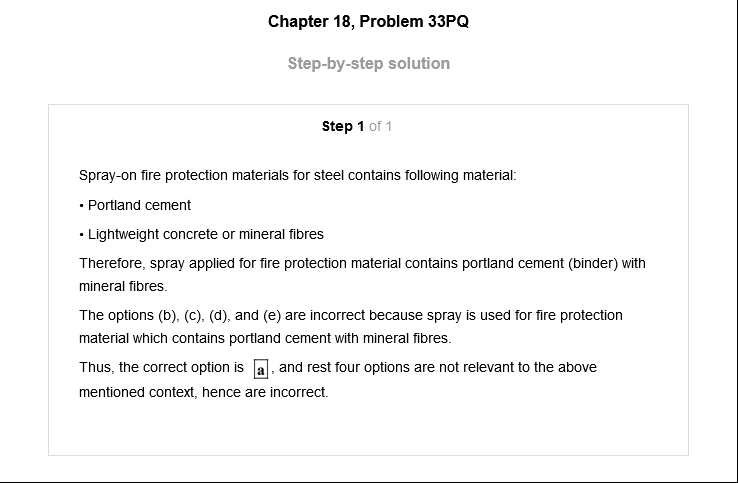 Chapter 18, Problem 33PQ
Step-by-step solution
Step 1 of 1
Spray-on fire protection materials for steel contains following material:
• Portland cement
• Lightweight concrete or mineral fibres
Therefore, spray applied for fire protection material contains portland cement (binder) with
mineral fibres.
The options (b), (c), (d), and (e) are incorrect because spray is used for fire protection
material which contains portland cement with mineral fibres.
Thus, the correct option is a, and rest four options are not relevant to the above
mentioned context, hence are incorrect.